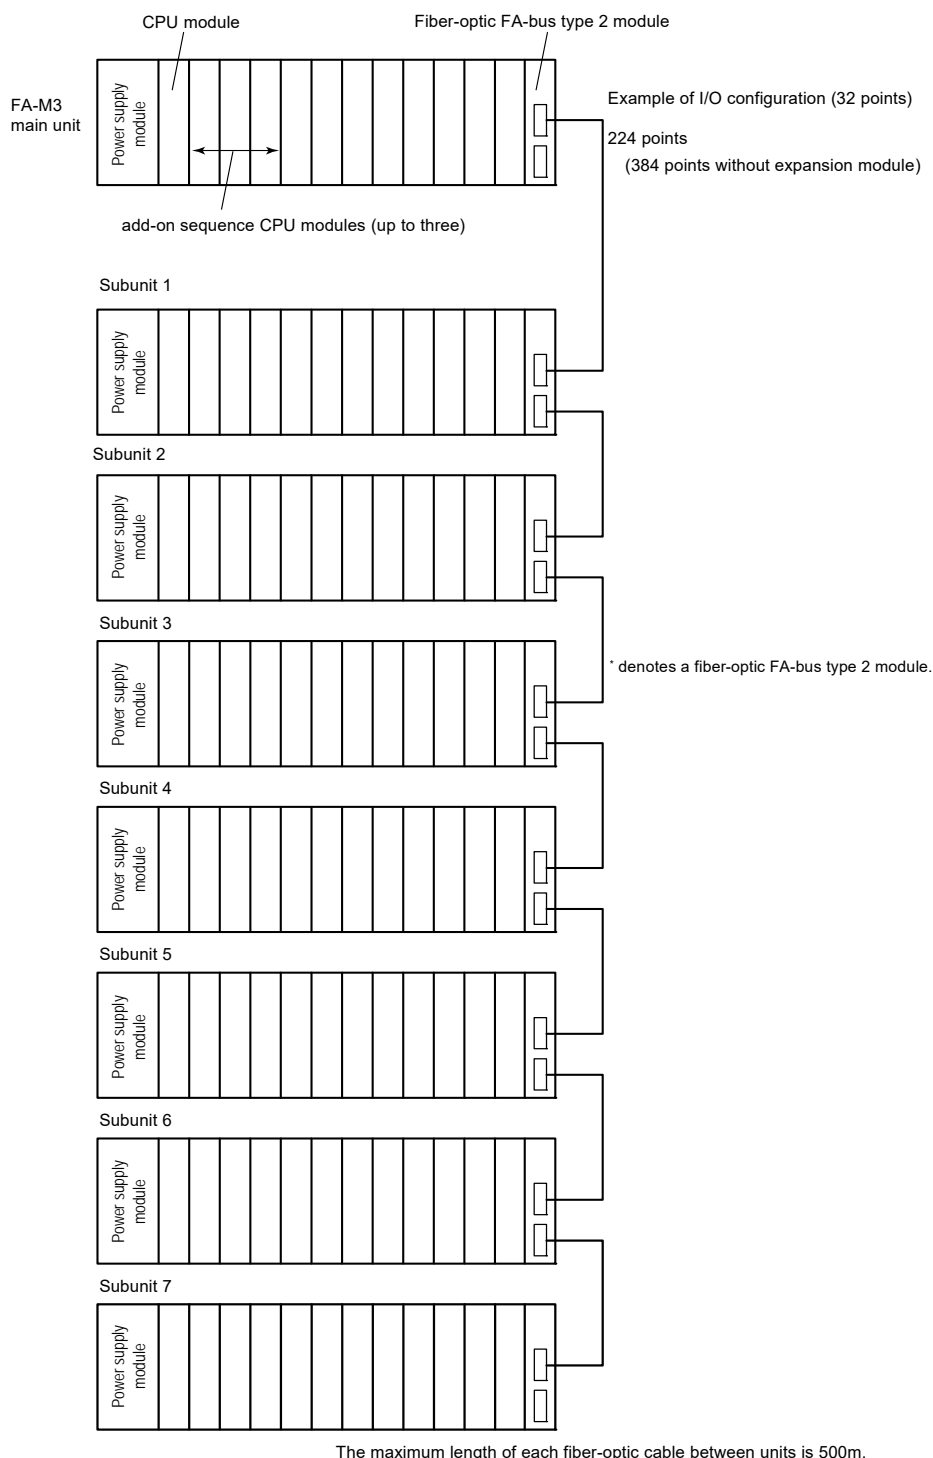 CPU module
Fiber-optic FA-bus type 2 module
FA-M3
main unit
Power supply
module
Example of I/O configuration (32 points)
224 points
(384 points without expansion module)
add-on sequence CPU modules (up to three)
Subunit 1
Power supply
module
Subunit 2
Power supply
module
Subunit 3
Power supply
module
* denotes a fiber-optic FA-bus type 2 module.
Subunit 4
Power supply
module
Subunit 5
Power supply
module
Subunit 6
Power supply
module
Subunit 7
Power supply
module
The maximum length of each fiber-optic cable between units is 500m.